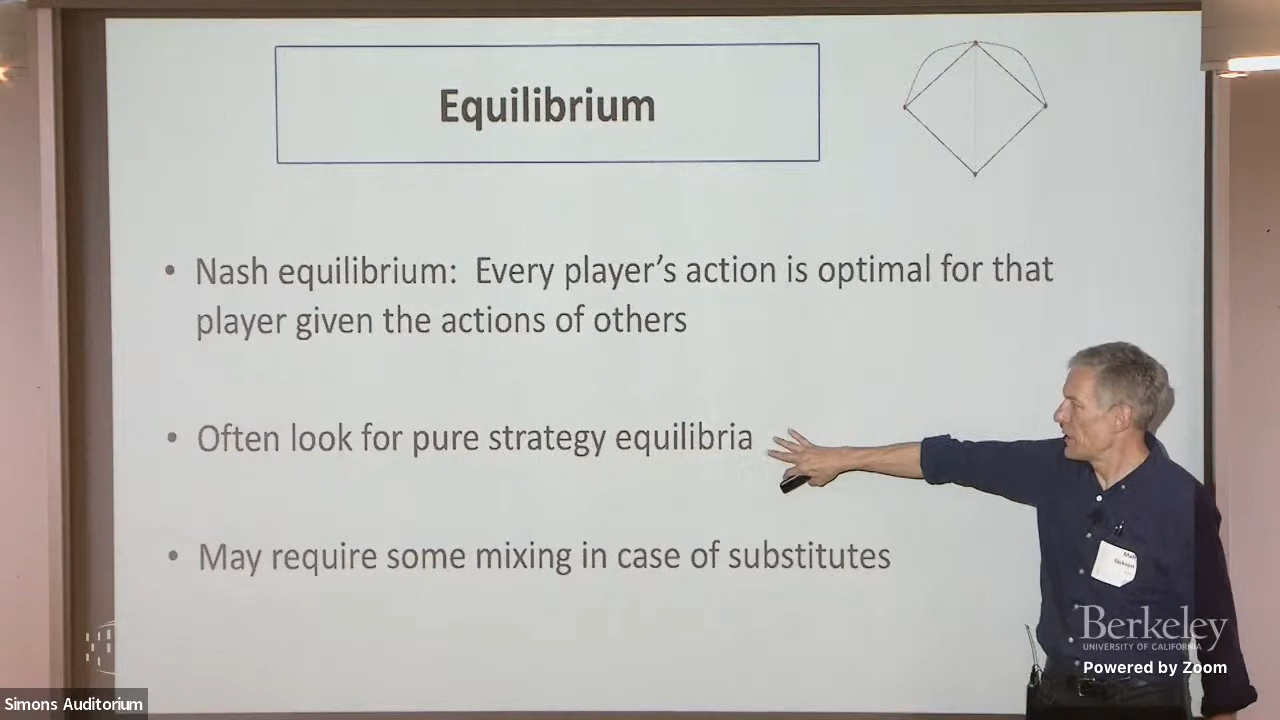 Equilibrium
• Nash equilibrium: Every player's action is optimal for that
player given the actions of others
• Often look for pure strategy equilibria
• May require some mixing in case of substitutes
Berkeley
UNIVERSITY OF CALIFORNIA
Powered by Zoom
Simons Auditorium